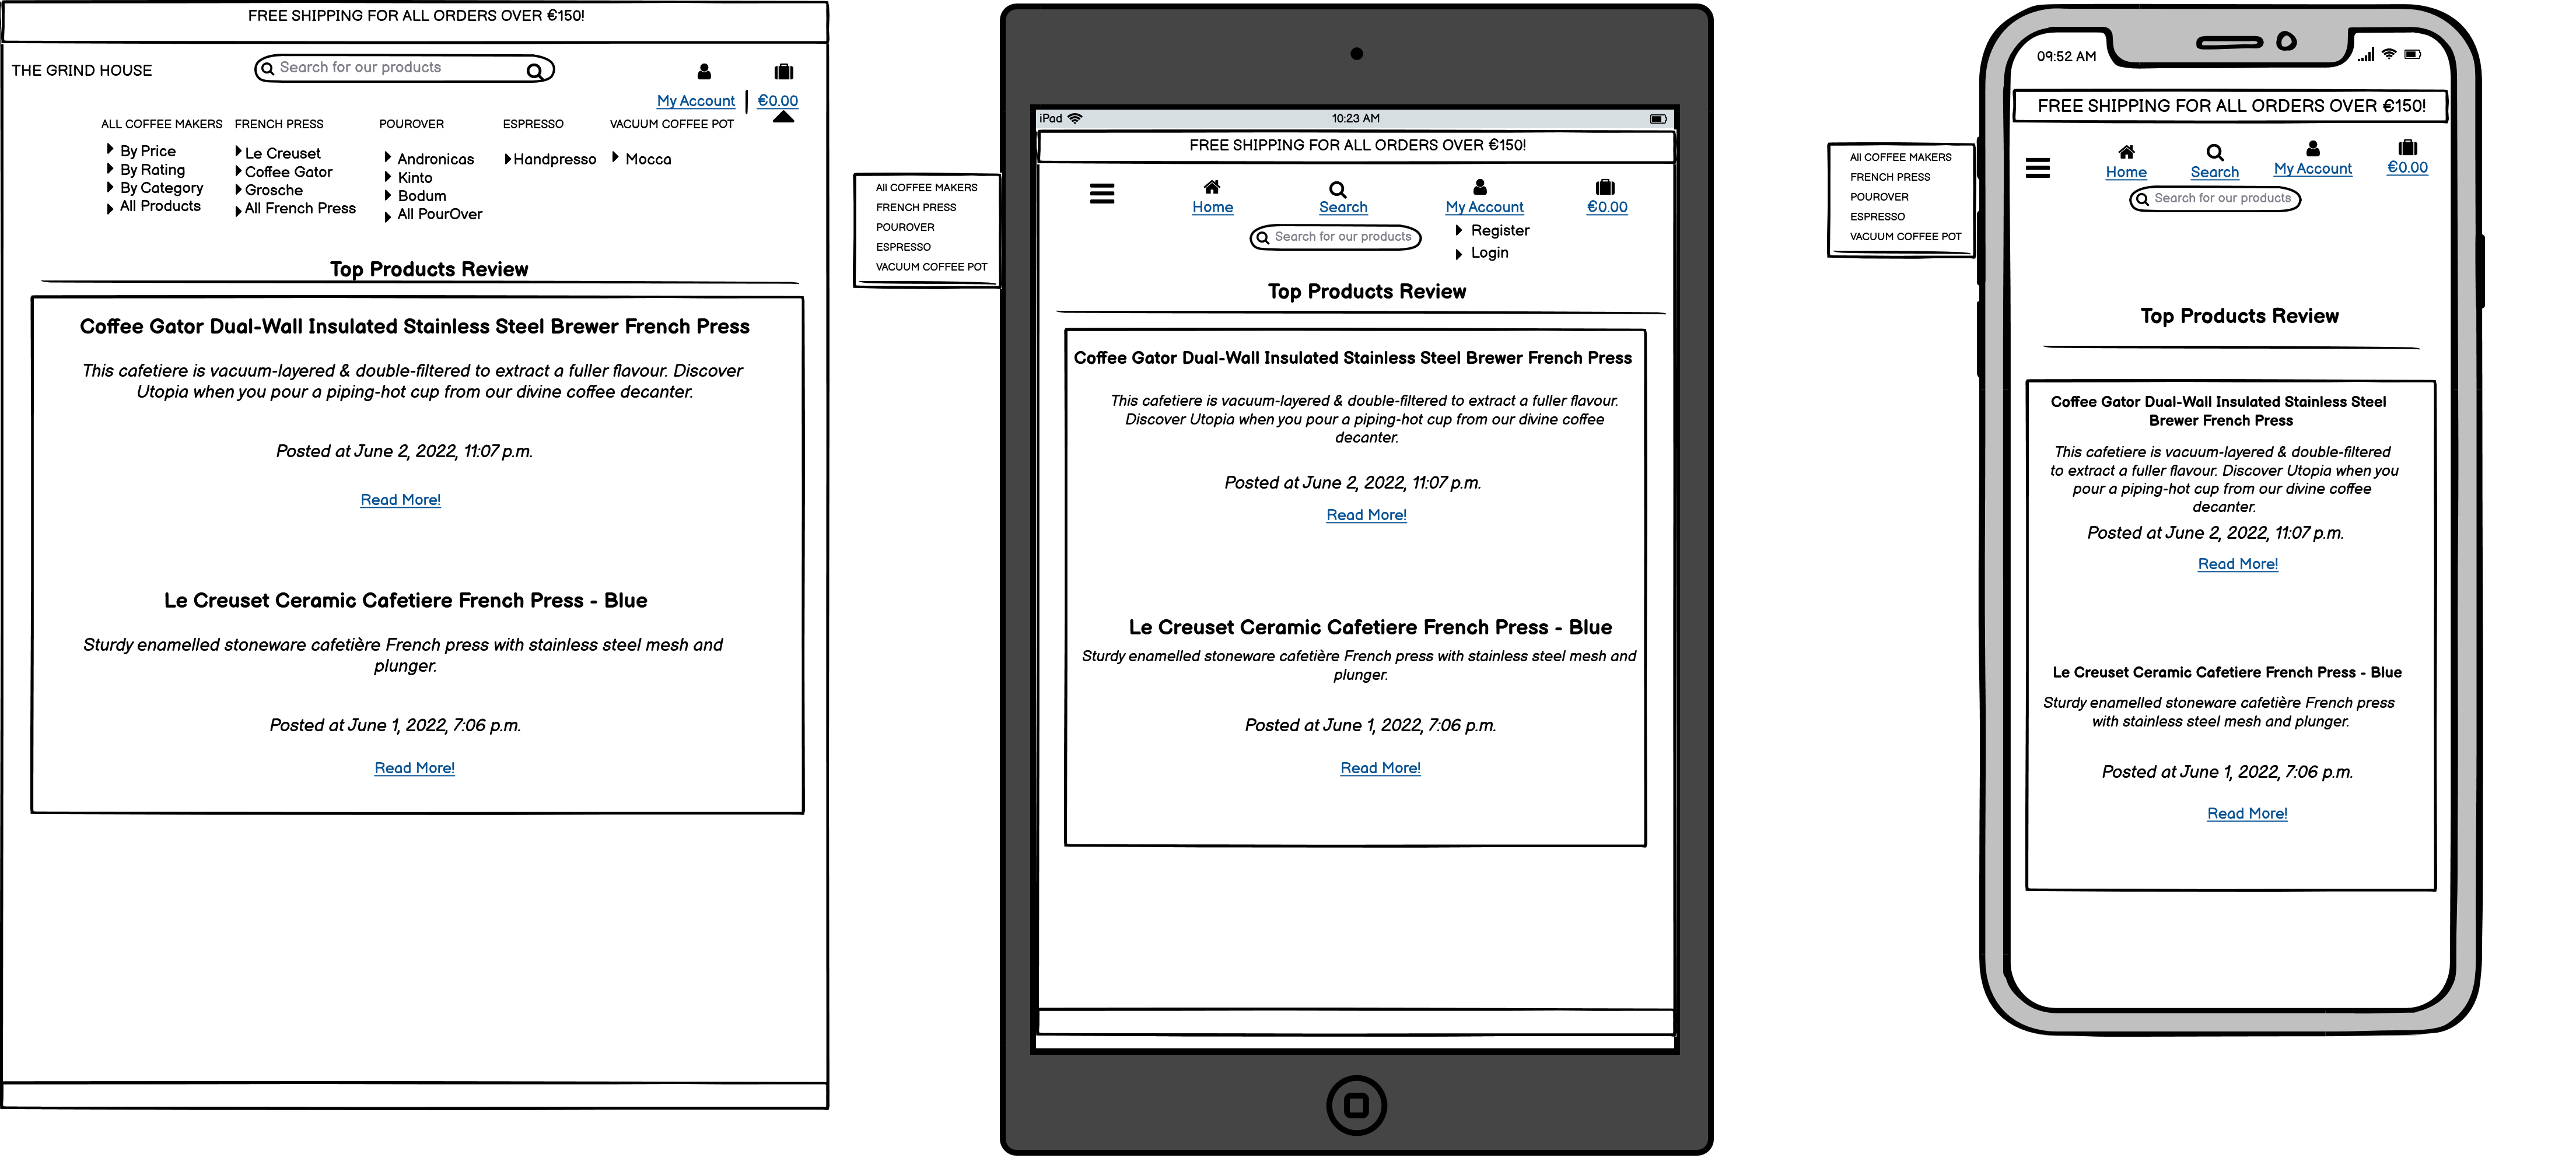 FREE SHIPPING FOR ALL ORDERS OVER €150!
THE GRIND HOUSE
Search for our products
My Account
€0.00
ALL COFFEE MAKERS
By Price
By Rating
By Category
All Products
FRENCH PRESS
Le Creuset
Coffee Gator
Grosche
All French Press
POUROVER
Andronicas
Kinto
Bodum
All PourOver
ESPRESSO
Handpresso
VACUUM COFFEE POT
Mocca
Top Products Review
Coffee Gator Dual-Wall Insulated Stainless Steel Brewer French Press
This cafetiere is vacuum-layered & double-filtered to extract a fuller flavour. Discover
Utopia when you pour a piping-hot cup from our divine coffee decanter.
Posted at June 2, 2022, 11:07 p.m.
Read More!
Le Creuset Ceramic Cafetiere French Press - Blue
Sturdy enamelled stoneware cafetière French press with stainless steel mesh and
plunger.
Posted at June 1, 2022, 7:06 p.m.
Read More!
All COFFEE MAKERS
FRENCH PRESS
POUROVER
ESPRESSO
VACUUM COFFEE POT
iPad
10:23 AM
FREE SHIPPING FOR ALL ORDERS OVER €150!
Home
Search
My Account
€0.00
Search for our products
Register
Login
Top Products Review
Coffee Gator Dual-Wall Insulated Stainless Steel Brewer French Press
This cafetiere is vacuum-layered & double-filtered to extract a fuller flavour.
Discover Utopia when you pour a piping-hot cup from our divine coffee
decanter.
Posted at June 2, 2022, 11:07 p.m.
Read More!
Le Creuset Ceramic Cafetiere French Press - Blue
Sturdy enamelled stoneware cafetière French press with stainless steel mesh and
plunger.
Posted at June 1, 2022, 7:06 p.m.
Read More!
All COFFEE MAKERS
FRENCH PRESS
POUROVER
ESPRESSO
VACUUM COFFEE POT
09:52 AM
FREE SHIPPING FOR ALL ORDERS OVER €150!
Home
Search
My Account
€0.00
Search for our products
Top Products Review
Coffee Gator Dual-Wall Insulated Stainless Steel
Brewer French Press
This cafetiere is vacuum-layered & double-filtered
to extract a fuller flavour. Discover Utopia when you
pour a piping-hot cup from our divine coffee
decanter.
Posted at June 2, 2022, 11:07 p.m.
Read More!
Le Creuset Ceramic Cafetiere French Press - Blue
Sturdy enamelled stoneware cafetière French press
with stainless steel mesh and plunger.
Posted at June 1, 2022, 7:06 p.m.
Read More!